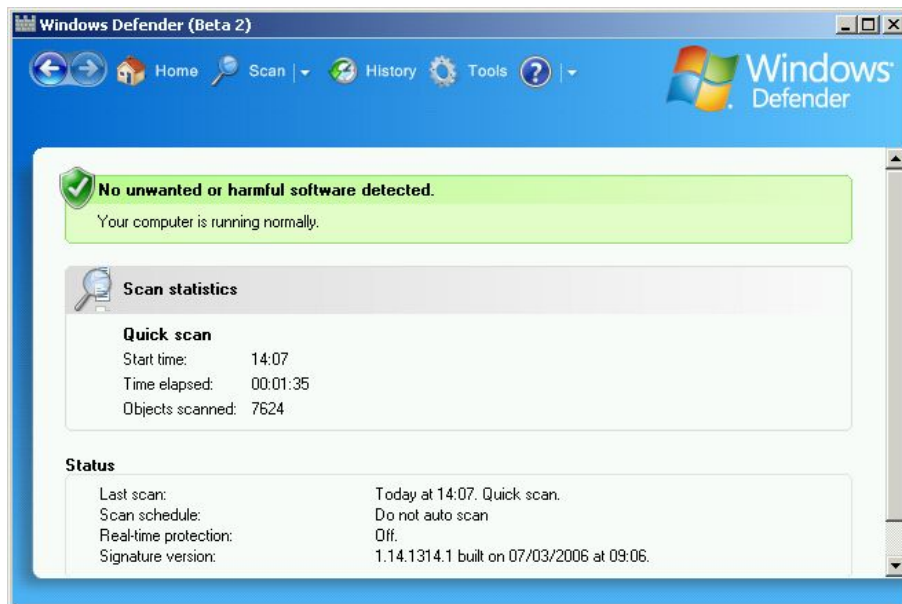 Windows Defender (Beta 2)
Home Scan History Tools
Windows
Defender
No unwanted or harmful software detected.
Your computer is running normally.
Scan statistics
Quick scan
Start time: 14:07
Time elapsed: 00:01:35
Objects scanned: 7624
Status
Last scan: Today at 14:07. Quick scan.
Scan schedule: Do not auto scan
Real-time protection: Off.
Signature version: 1.14.1314.1 built on 07/03/2006 at 09:06.